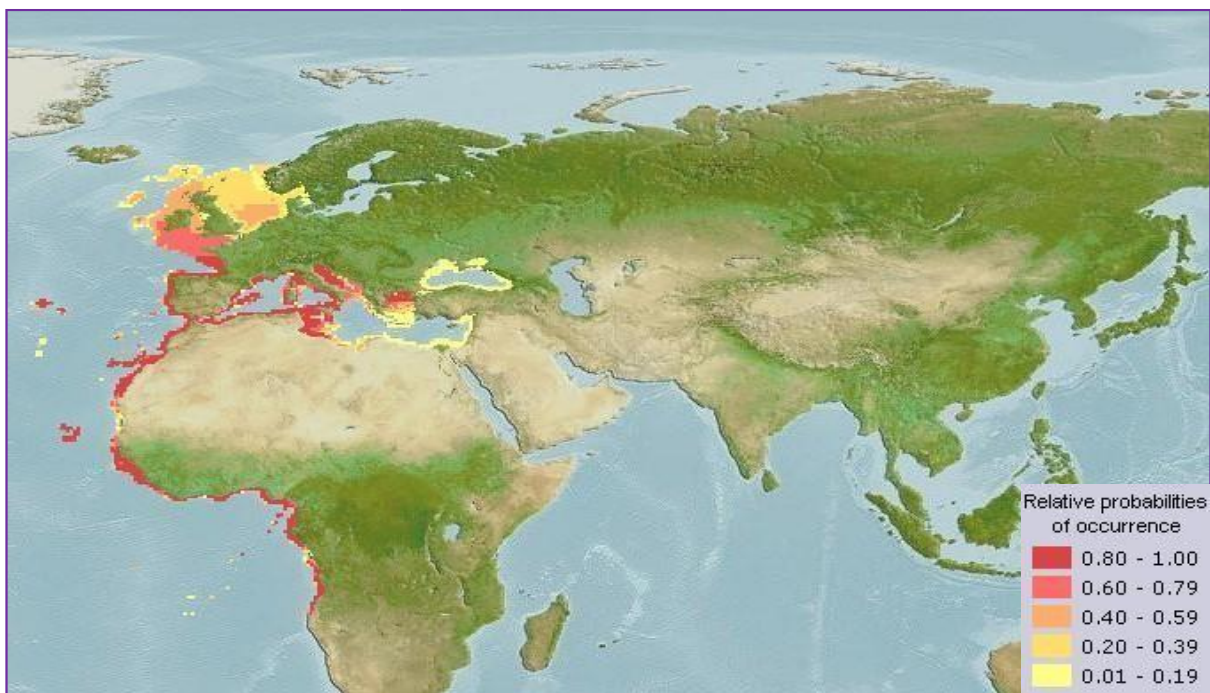 Relative probabilities
of occurrence
0.80 - 1.00
0.60 - 0.79
0.40 - 0.59
0.20 - 0.39
0.01 - 0.19